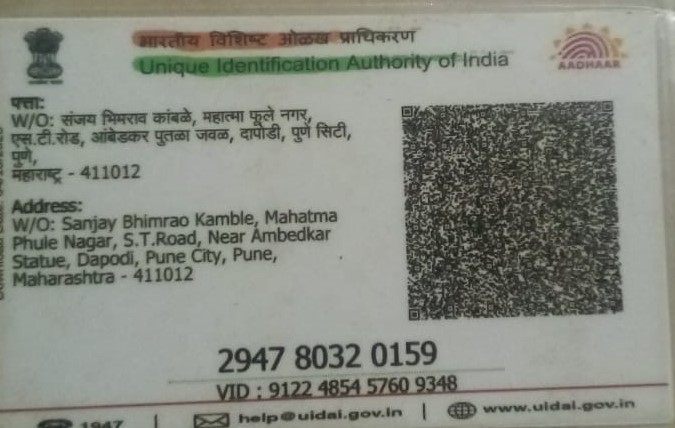 भारतीय विशिष्ट ओळख प्राधिकरण
Unique Identification Authority of India
AADHAAR
पत्ता:
W/O: संजय भिमराव कांबळे, महात्मा फूले नगर,
एस.टी.रोड, आंबेडकर पुतळा जवळ, दापोडी, पुणे सिटी,
पुणे,
महाराष्ट्र - 411012
Address:
W/O: Sanjay Bhimrao Kamble, Mahatma
Phule Nagar, S.T.Road, Near Ambedkar
Statue, Dapodi, Pune City, Pune,
Maharashtra - 411012
2947 8032 0159
VID : 9122 4854 5760 9348
1947 | help@uidai.gov.in | www.uidai.gov.in